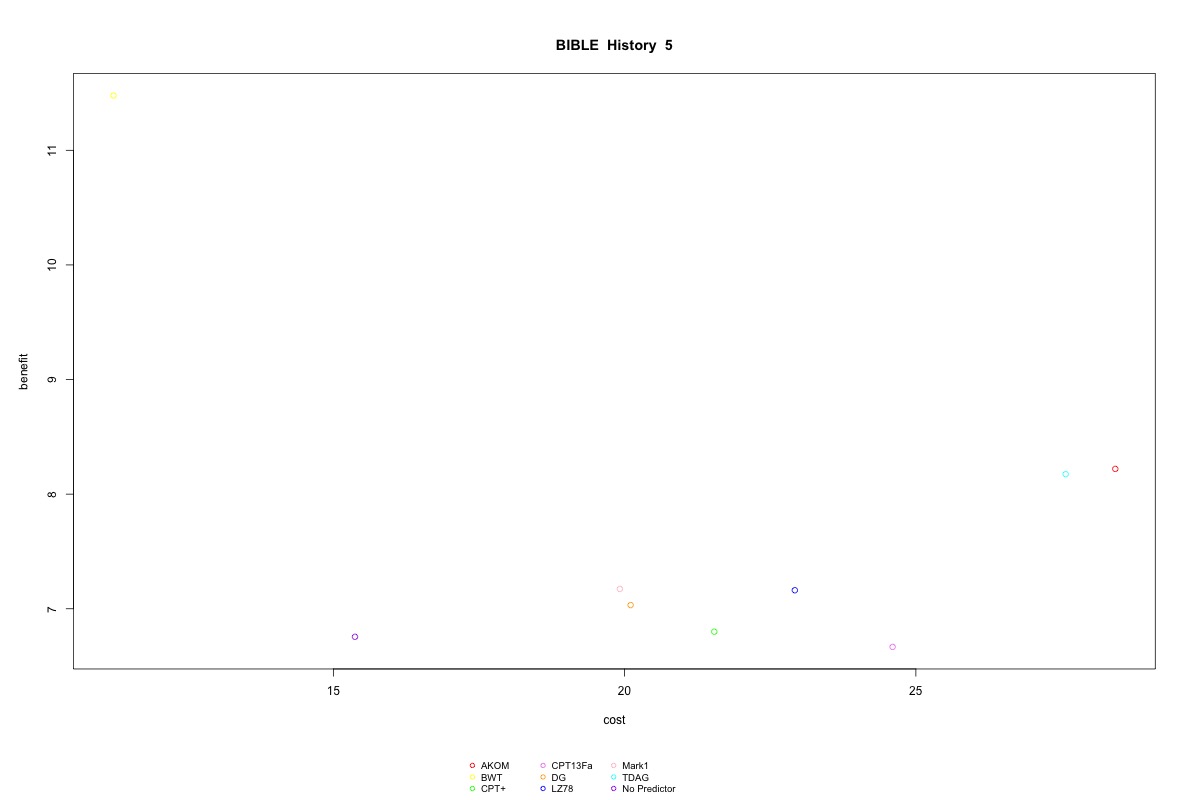 BIBLE History 5
benefit
11
10
9
8
7
15 20 25
cost
AKOM CPT13Fa Mark1
BWT DG TDAG
CPT+ LZ78 No Predictor